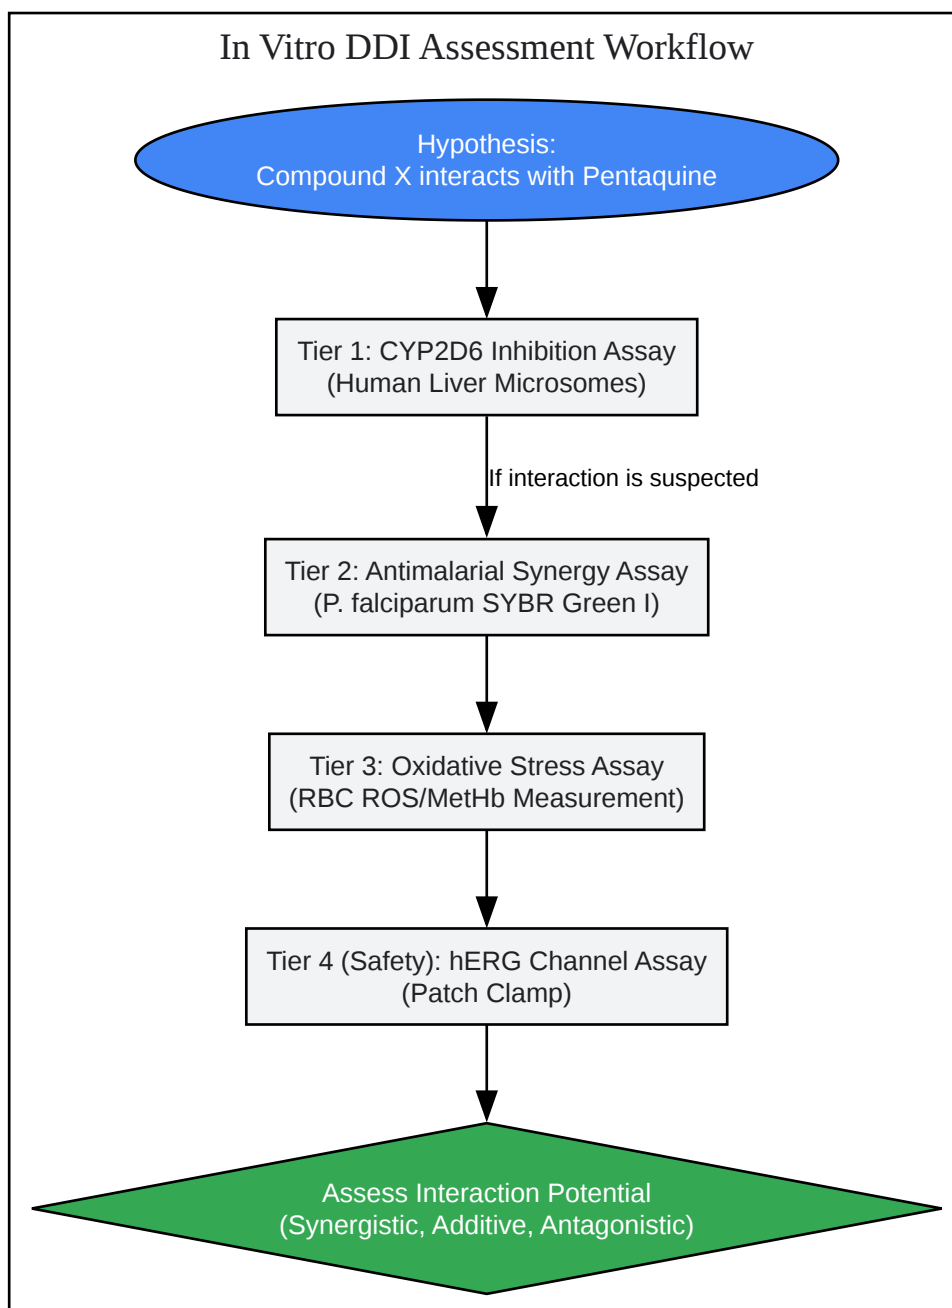 In Vitro DDI Assessment Workflow
Hypothesis:
Compound X interacts with Pentaquine
Tier 1: CYP2D6 Inhibition Assay
(Human Liver Microsomes)
If interaction is suspected
Tier 2: Antimalarial Synergy Assay
(P. falciparum SYBR Green I)
Tier 3: Oxidative Stress Assay
(RBC ROS/MetHb Measurement)
Tier 4 (Safety): hERG Channel Assay
(Patch Clamp)
Assess Interaction Potential
(Synergistic, Additive, Antagonistic)